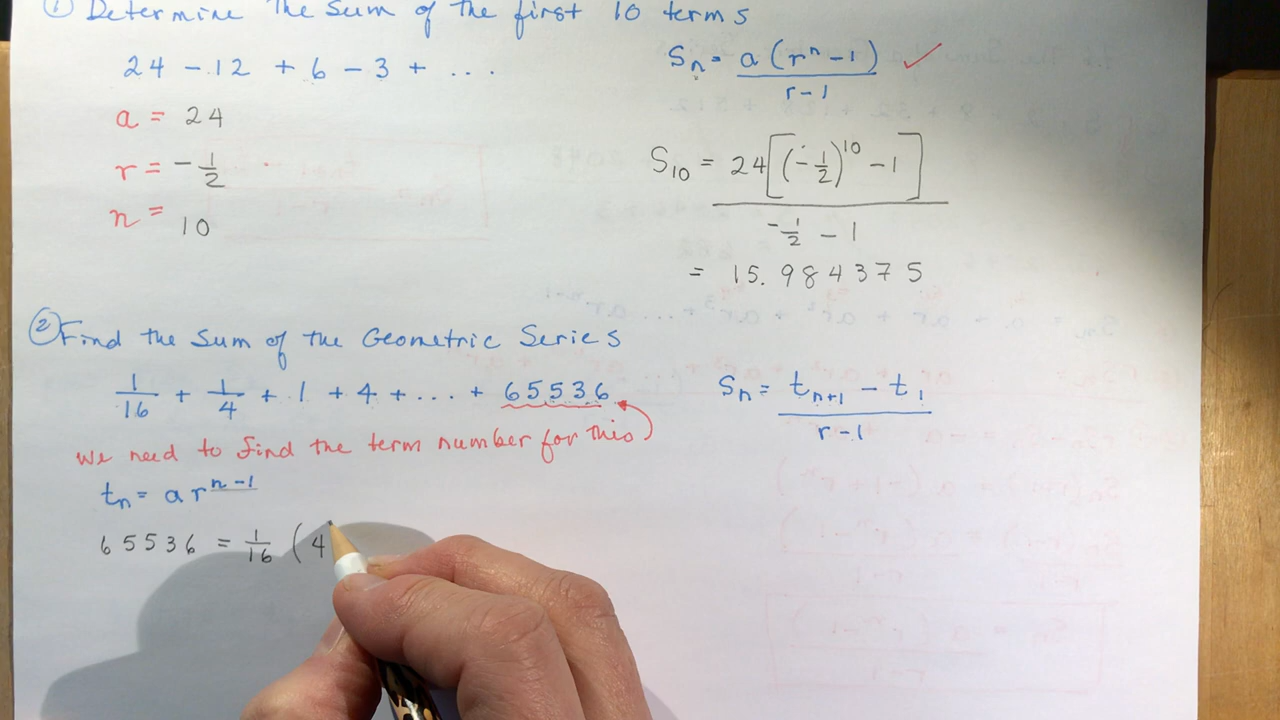 ① Determine the Sum of the first 10 terms
24 - 12 + 6 - 3 + ...
a = 24
r = -1/2
n = 10
Sn = a(r^n - 1) / r-1 ✓
S10 = 24[(-1/2)^10 - 1] / -1/2 - 1
= 15.984375
② Find the Sum of the Geometric Series
1/16 + 1/4 + 1 + 4 + ... + 65536
we need to find the term number for this
tn = ar^n-1
65536 = 1/16 (4
Sn = t n+1 - t1 / r-1